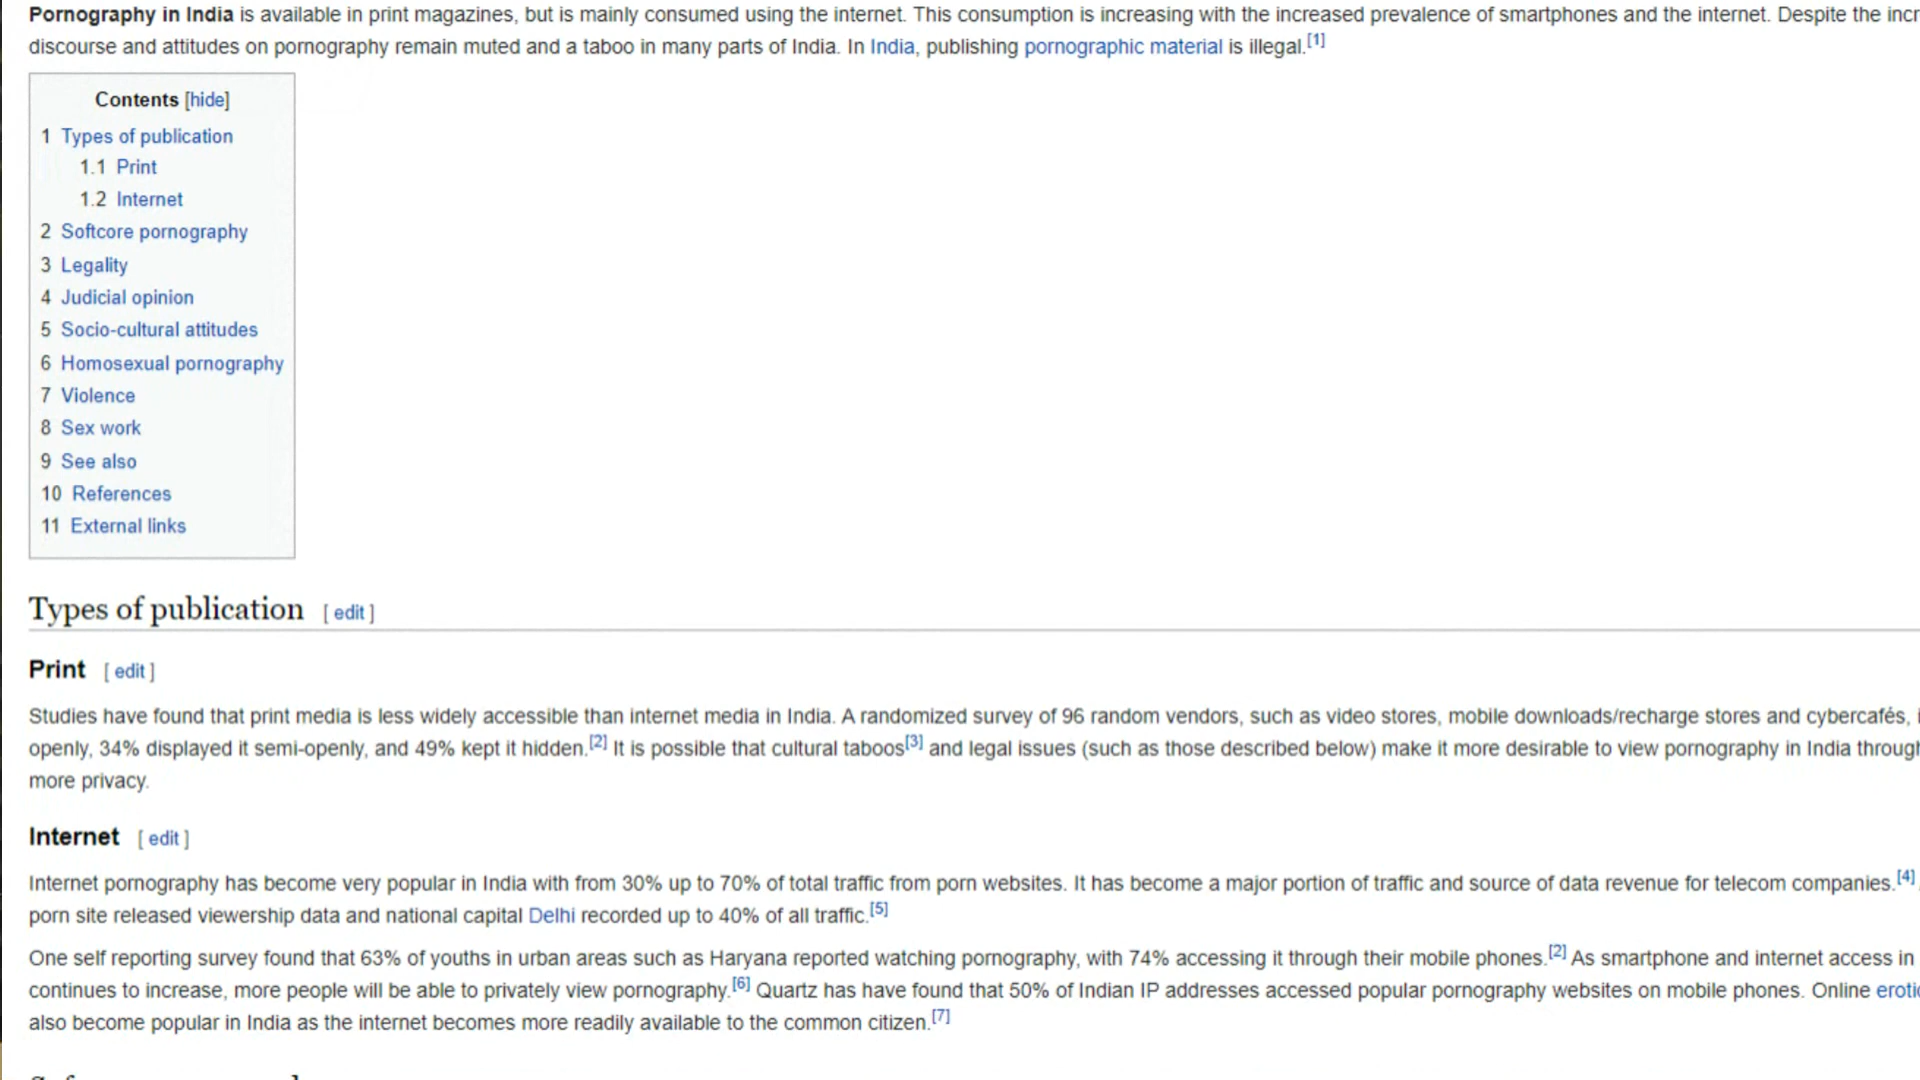 Pornography in India is available in print magazines, but is mainly consumed using the internet. This consumption is increasing with the increased prevalence of smartphones and the internet. Despite the
discourse and attitudes on pornography remain muted and a taboo in many parts of India. In India, publishing pornographic material is illegal.[1]
Contents [hide]
1 Types of publication
1.1 Print
1.2 Internet
2 Softcore pornography
3 Legality
4 Judicial opinion
5 Socio-cultural attitudes
6 Homosexual pornography
7 Violence
8 Sex work
9 See also
10 References
11 External links
Types of publication [ edit ]
Print [ edit ]
Studies have found that print media is less widely accessible than internet media in India. A randomized survey of 96 random vendors, such as video stores, mobile downloads/recharge stores and cybercafés,
openly, 34% displayed it semi-openly, and 49% kept it hidden.[2] It is possible that cultural taboos[3] and legal issues (such as those described below) make it more desirable to view pornography in India through
more privacy.
Internet [ edit ]
Internet pornography has become very popular in India with from 30% up to 70% of total traffic from porn websites. It has become a major portion of traffic and source of data revenue for telecom companies.[4]
porn site released viewership data and national capital Delhi recorded up to 40% of all traffic.[5]
One self reporting survey found that 63% of youths in urban areas such as Haryana reported watching pornography, with 74% accessing it through their mobile phones.[2] As smartphone and internet access in
continues to increase, more people will be able to privately view pornography.[6] Quartz has have found that 50% of Indian IP addresses accessed popular pornography websites on mobile phones. Online
also become popular in India as the internet becomes more readily available to the common citizen.[7]